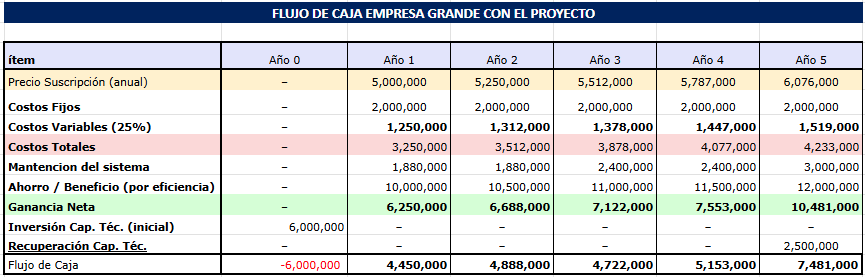 FLUJO DE CAJA EMPRESA GRANDE CON EL PROYECTO
ítem Año 0 Año 1 Año 2 Año 3 Año 4 Año 5
Precio Suscripción (anual) – 5,000,000 5,250,000 5,512,000 5,787,000 6,076,000
Costos Fijos – 2,000,000 2,000,000 2,000,000 2,000,000 2,000,000
Costos Variables (25%) – 1,250,000 1,312,000 1,378,000 1,447,000 1,519,000
Costos Totales – 3,250,000 3,512,000 3,878,000 4,077,000 4,233,000
Mantencion del sistema – 1,880,000 1,880,000 2,400,000 2,400,000 3,000,000
Ahorro / Beneficio (por eficiencia) – 10,000,000 10,500,000 11,000,000 11,500,000 12,000,000
Ganancia Neta – 6,250,000 6,688,000 7,122,000 7,553,000 10,481,000
Inversión Cap. Téc. (inicial) 6,000,000 – – – – –
Recuperación Cap. Téc. – – – – – 2,500,000
Flujo de Caja -6,000,000 4,450,000 4,888,000 4,722,000 5,153,000 7,481,000